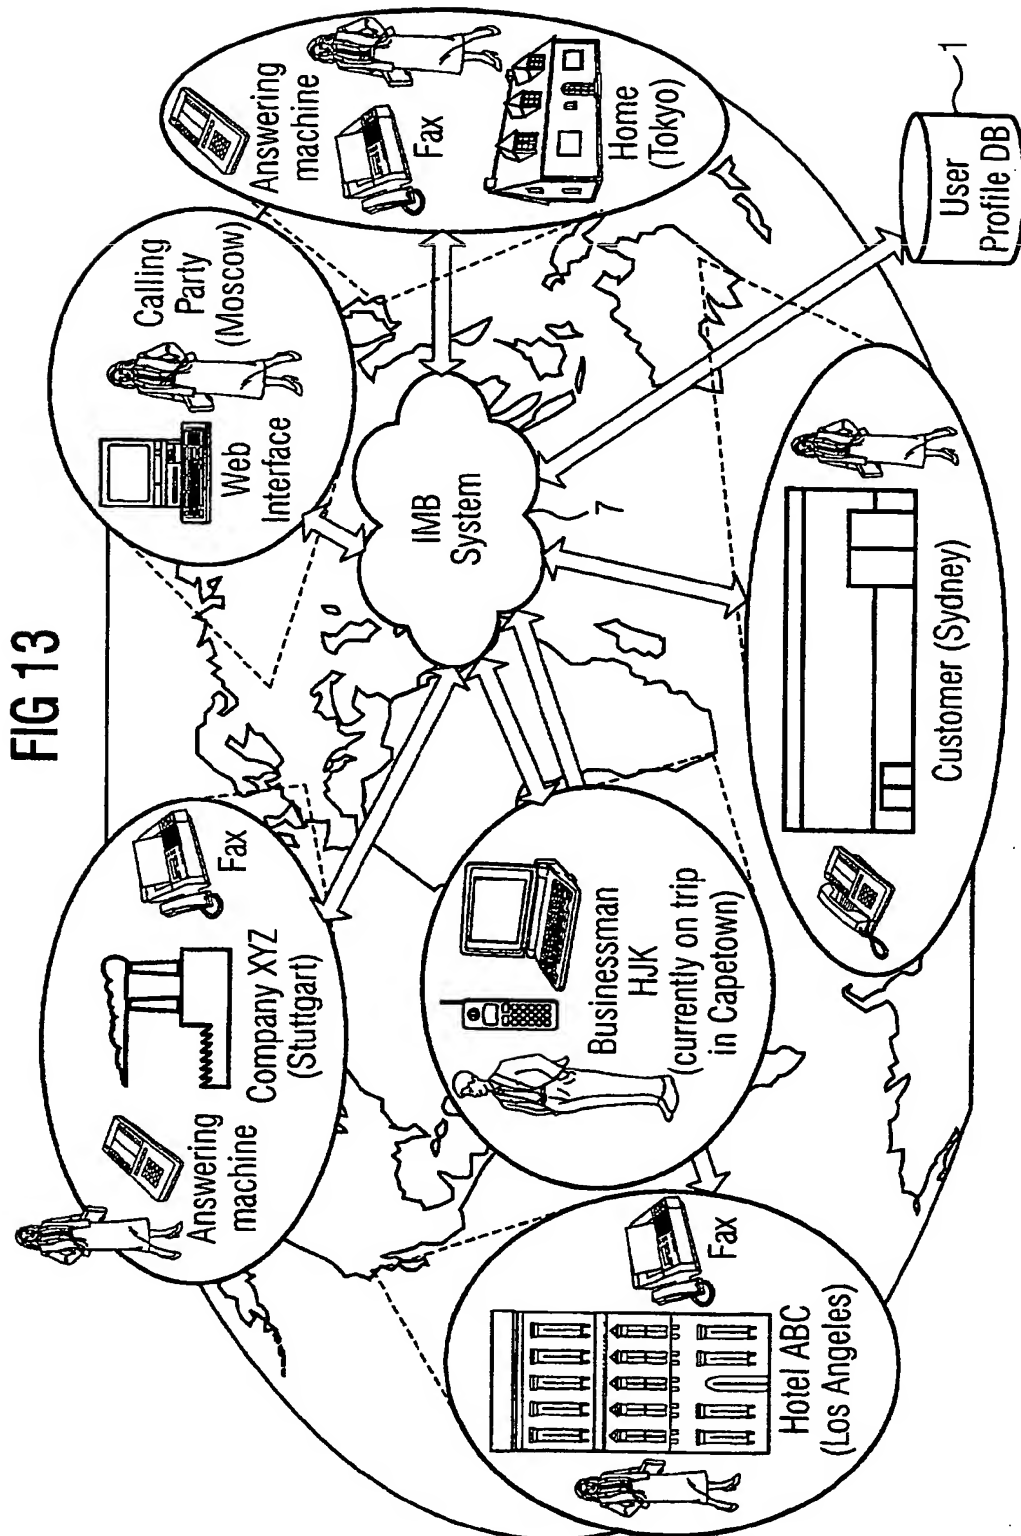 FIG 13
Answering
machine
Company XYZ
(Stuttgart)
Fax
Web
Interface
Calling
Party
(Moscow)
Answering
machine
Fax
Home
(Tokyo)
IMB
System
7
Businessman
HJK
(currently on trip
in Capetown)
Hotel ABC
(Los Angeles)
Fax
Customer (Sydney)
User
Profile DB
1